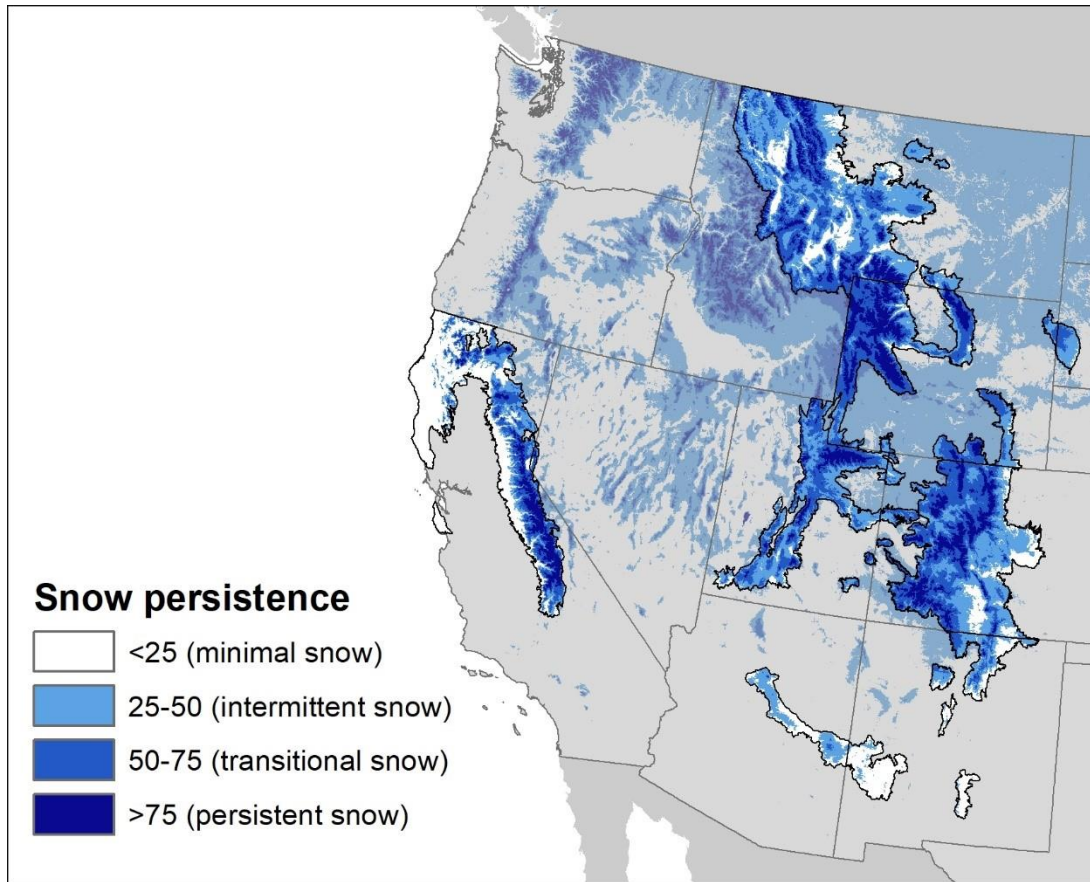 Snow persistence
<25 (minimal snow)
25-50 (intermittent snow)
50-75 (transitional snow)
>75 (persistent snow)